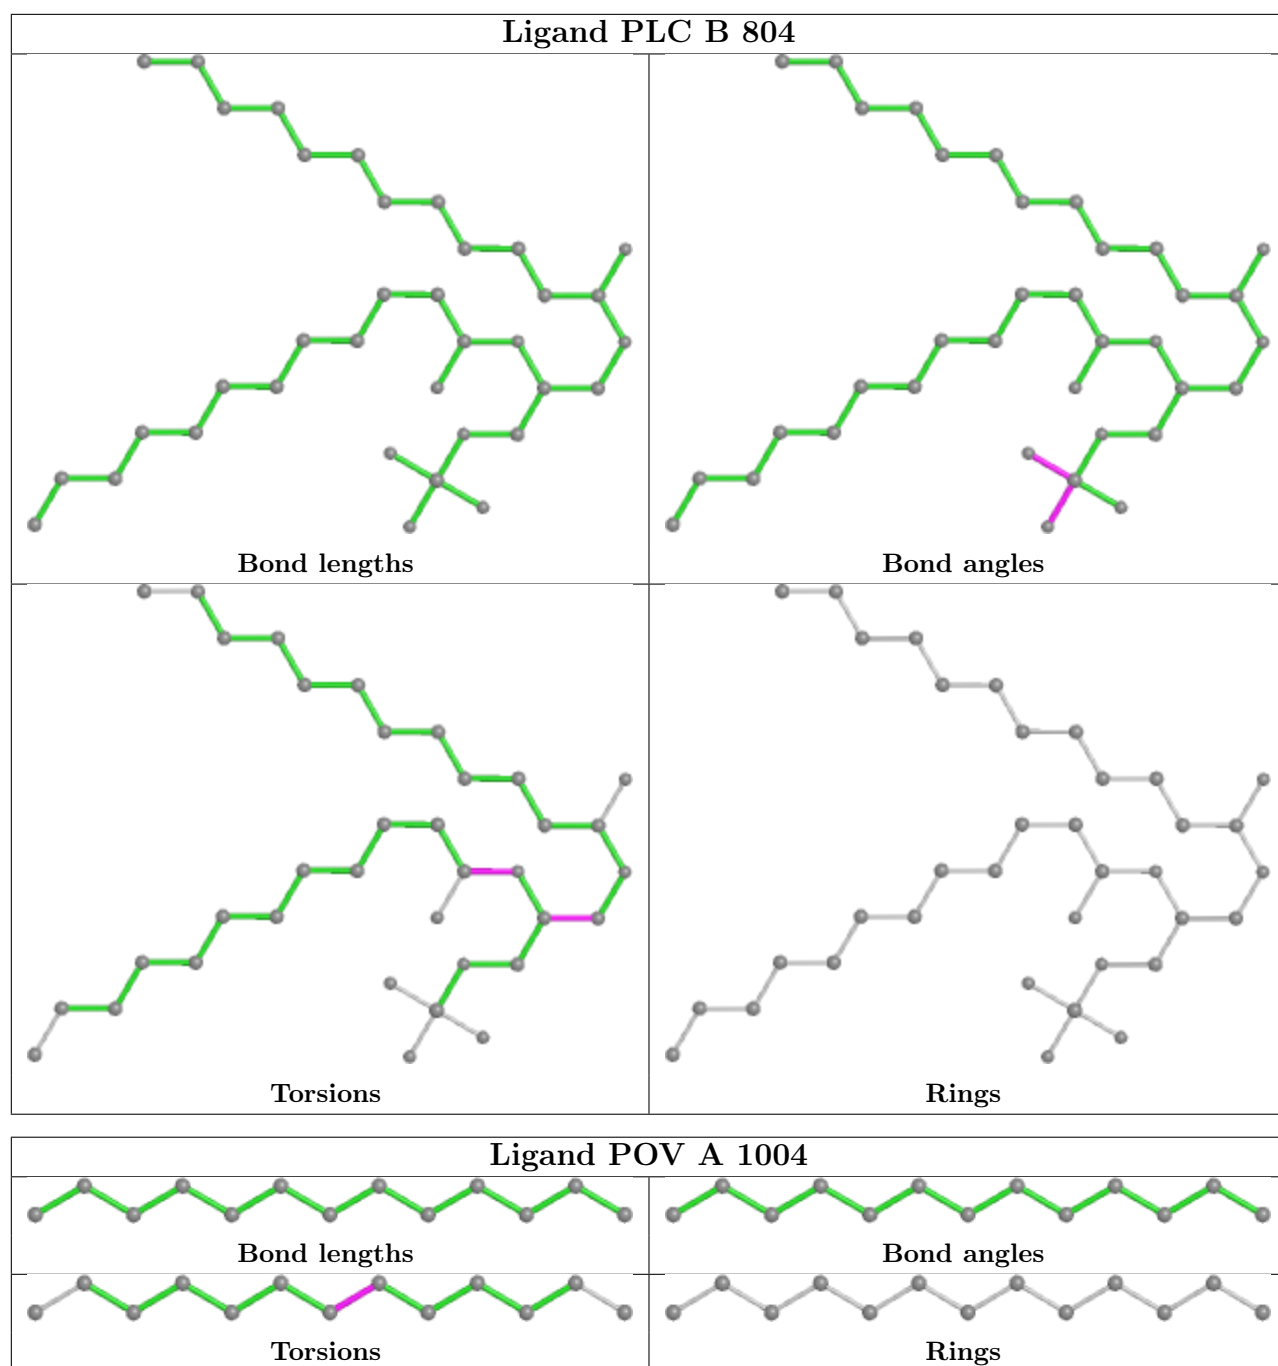 Ligand PLC B 804
Bond lengths
Bond angles
Torsions
Rings
Ligand POV A 1004
Bond lengths
Bond angles
Torsions
Rings